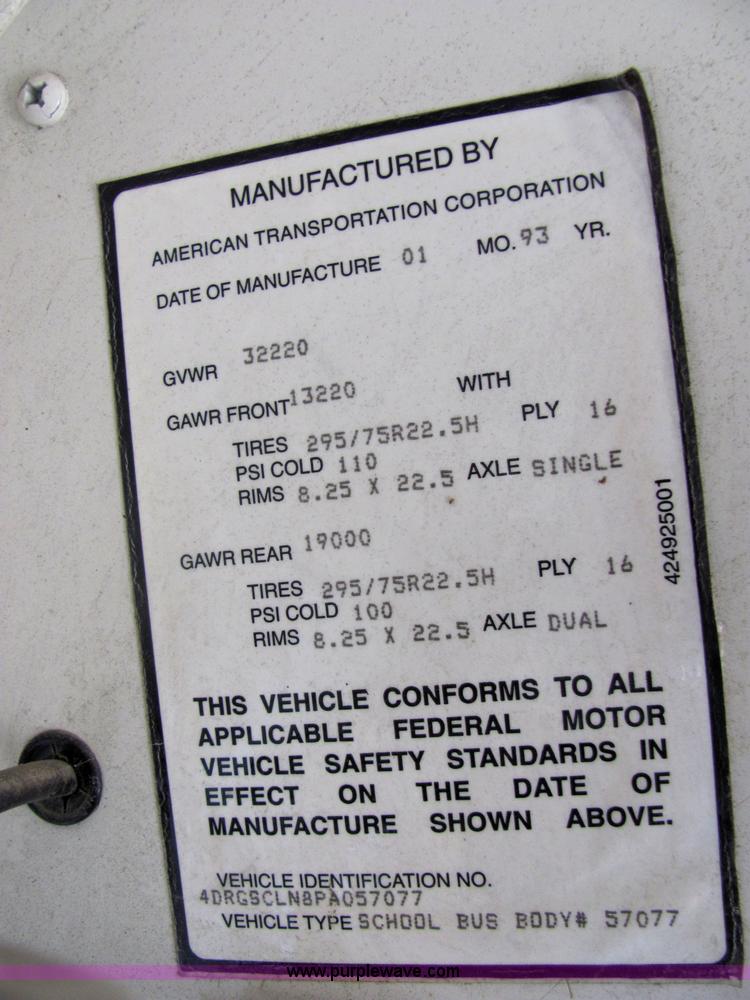 MANUFACTURED BY
AMERICAN TRANSPORTATION CORPORATION
DATE OF MANUFACTURE 01 MO. 93 YR.
GVWR 32220
GAWR FRONT 13220 WITH
TIRES 295/75R22.5H PLY 16
PSI COLD 110
RIMS 8.25 X 22.5 AXLE SINGLE
GAWR REAR 19000
TIRES 295/75R22.5H PLY 16
PSI COLD 100
RIMS 8.25 X 22.5 AXLE DUAL
424925001
THIS VEHICLE CONFORMS TO ALL
APPLICABLE FEDERAL MOTOR
VEHICLE SAFETY STANDARDS IN
EFFECT ON THE DATE OF
MANUFACTURE SHOWN ABOVE.
VEHICLE IDENTIFICATION NO.
4DRGSCLN8PA057077
VEHICLE TYPE SCHOOL BUS BODY# 57077
www.purplewave.com